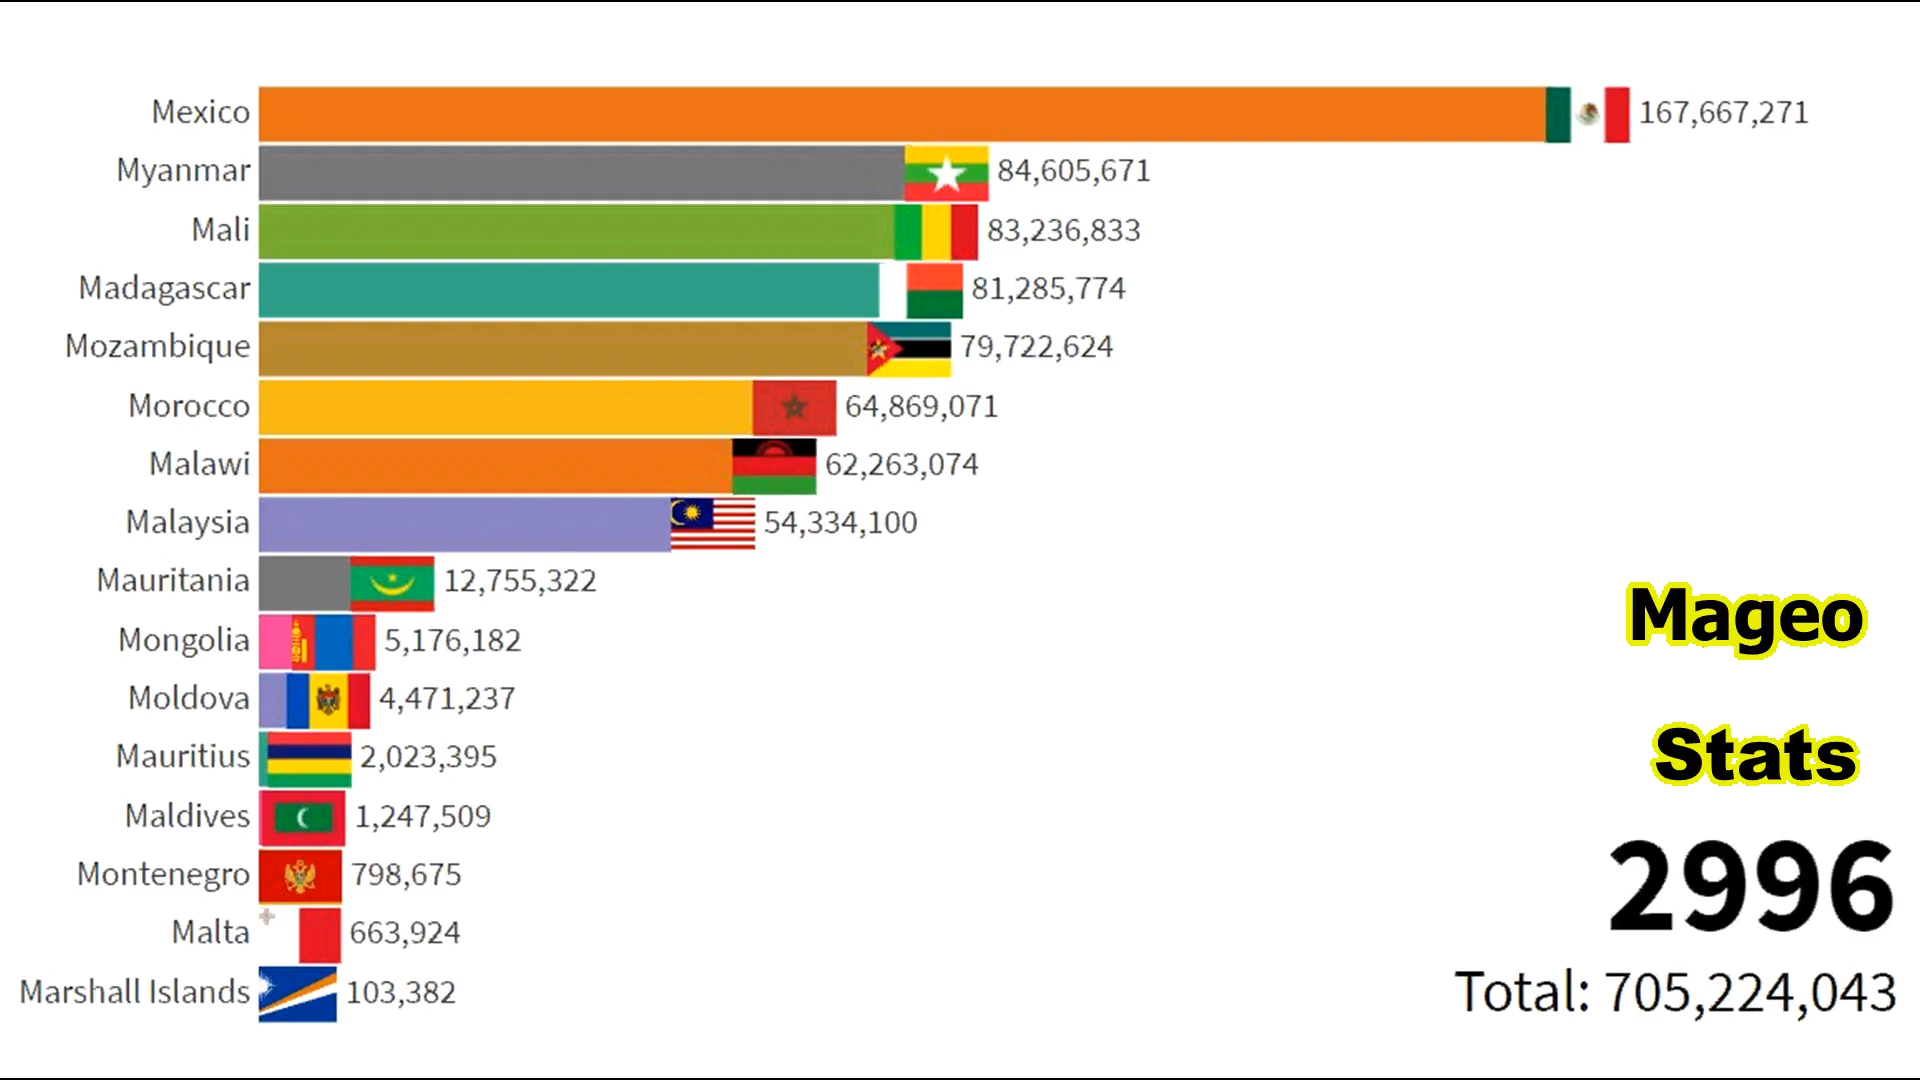 Mexico 167,667,271
Myanmar 84,605,671
Mali 83,236,833
Madagascar 81,285,774
Mozambique 79,722,624
Morocco 64,869,071
Malawi 62,263,074
Malaysia 54,334,100
Mauritania 12,755,322
Mongolia 5,176,182
Moldova 4,471,237
Mauritius 2,023,395
Maldives 1,247,509
Montenegro 798,675
Malta 663,924
Marshall Islands 103,382
Mageo
Stats
2996
Total: 705,224,043